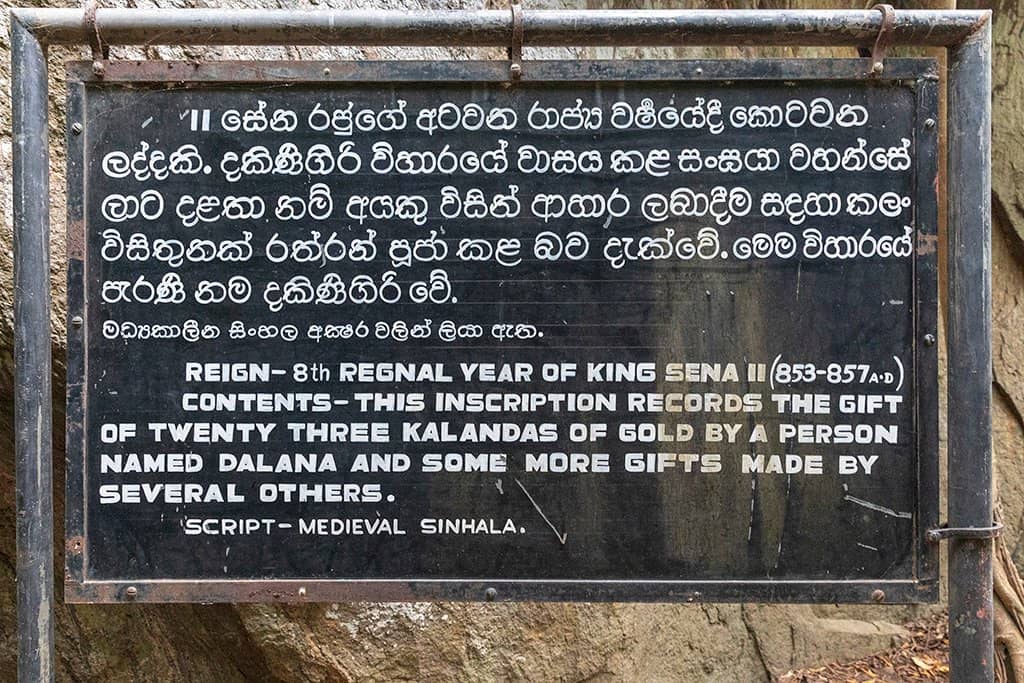 II සේන රජුගේ අටවන රාජ්‍ය වර්‍ෂයේදී කොටවන
ලද්දකි. දකිණිගිරි විහාරයේ වාසය කළ සංඝයා වහන්සේ
ලාට දළනා නම් අයකු විසින් ආහාර ලබාදීම සදහා කලං
විසිතුනක් රත්රන් පූජා කළ බව දැක්වේ. මෙම විහාරයේ
පැරණි නම දකිණිගිරි වේ.
මධ්‍යකාලීන සිංහල අක්‍ෂර වලින් ලියා ඇත.
REIGN- 8th REGNAL YEAR OF KING SENA II (853-857A.D)
CONTENTS-THIS INSCRIPTION RECORDS THE GIFT
OF TWENTY THREE KALANDAS OF GOLD BY A PERSON
NAMED DALANA AND SOME MORE GIFTS MADE BY
SEVERAL OTHERS.
SCRIPT-MEDIEVAL SINHALA.